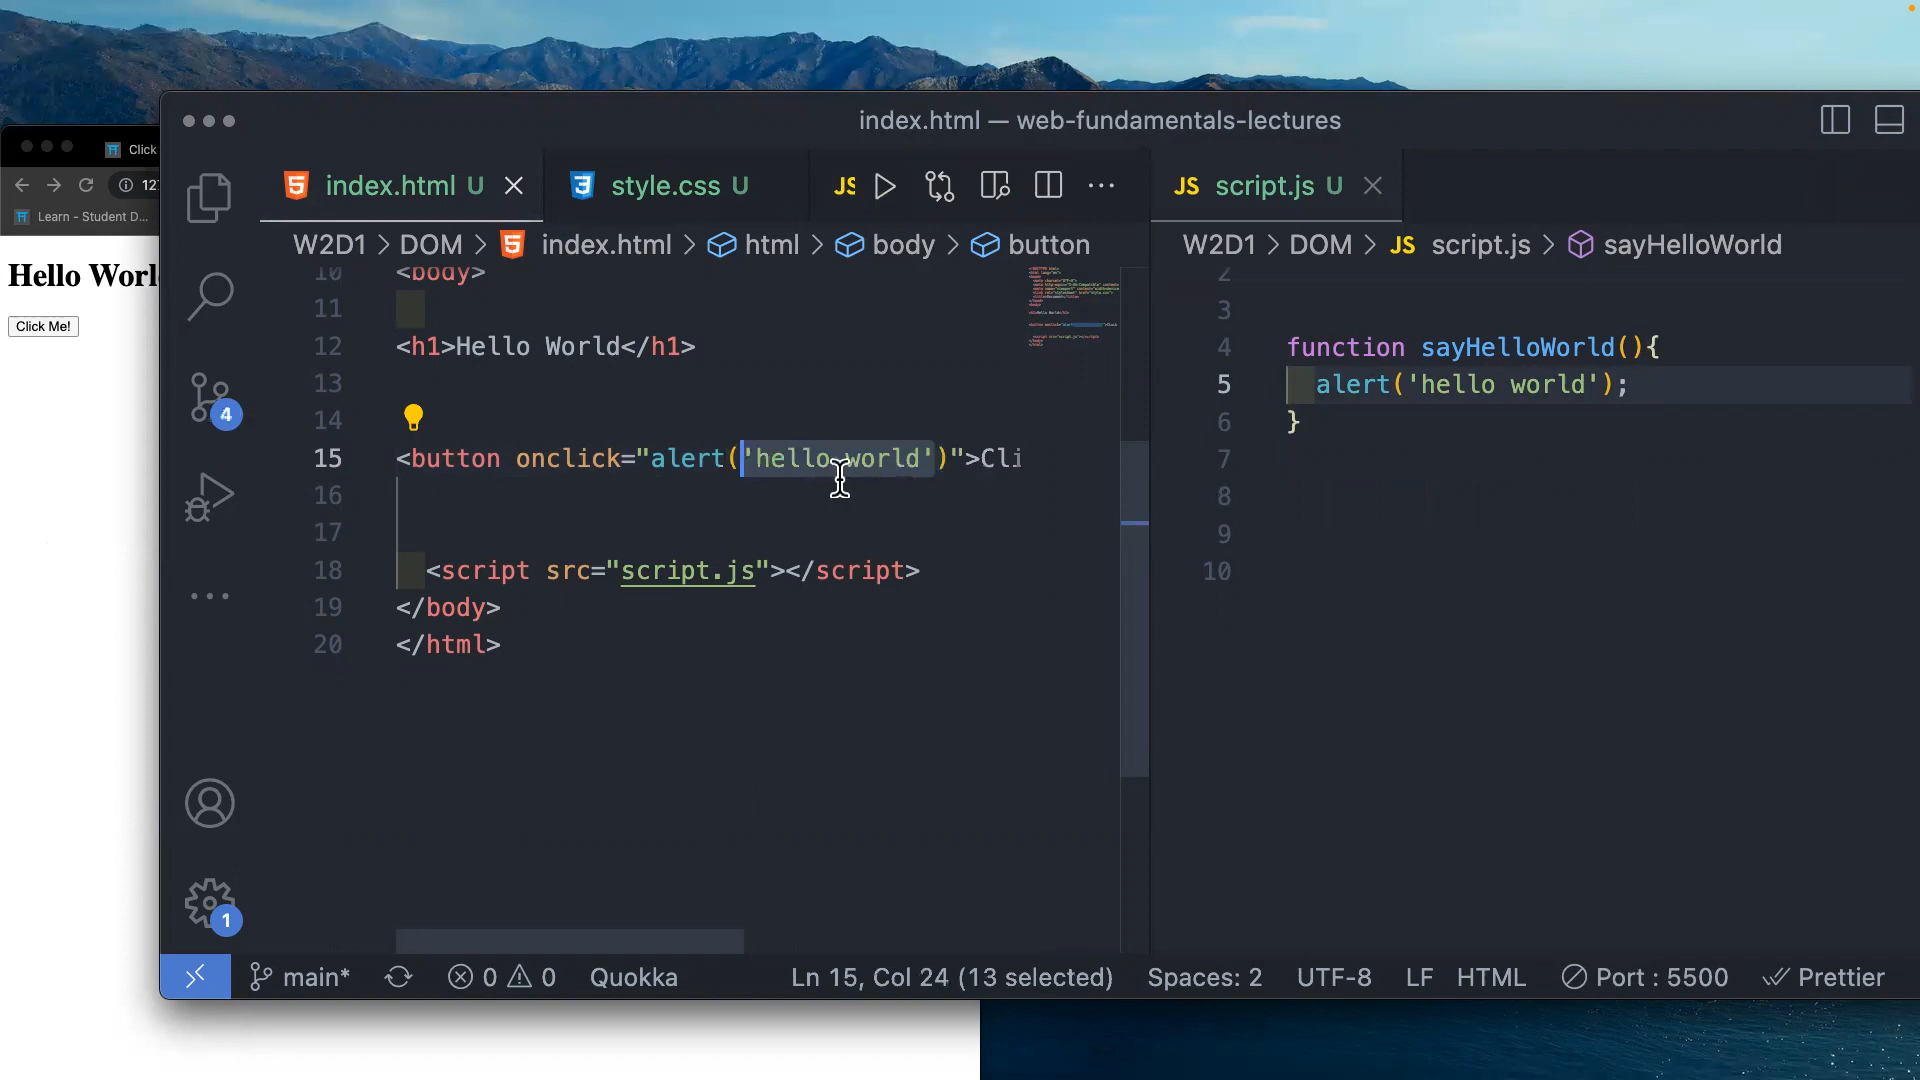 index.html — web-fundamentals-lectures
Click
127
Learn - Student D...
Hello Worl
Click Me!
index.html U
style.css U
JS
JS script.js U
W2D1 > DOM > index.html > html > body > button
W2D1 > DOM > JS script.js > sayHelloWorld
10 <body>
11
12 <h1>Hello World</h1>
13
14
15 <button onclick="alert('hello world')">Cli
16
17
18 <script src="script.js"></script>
19 </body>
20 </html>
2
3
4 function sayHelloWorld(){
5 alert('hello world');
6 }
7
8
9
10
4
1
main* 0 0 Quokka Ln 15, Col 24 (13 selected) Spaces: 2 UTF-8 LF HTML Port : 5500 Prettier